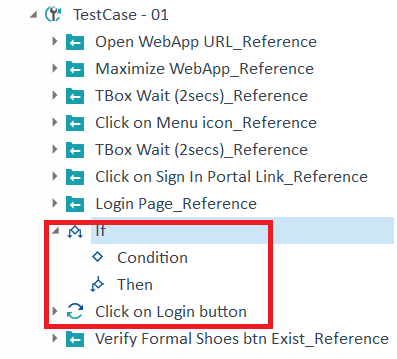 TestCase - 01
Open WebApp URL_Reference
Maximize WebApp_Reference
TBox Wait (2secs)_Reference
Click on Menu icon_Reference
TBox Wait (2secs)_Reference
Click on Sign In Portal Link_Reference
Login Page_Reference
If
Condition
Then
Click on Login button
Verify Formal Shoes btn Exist_Reference